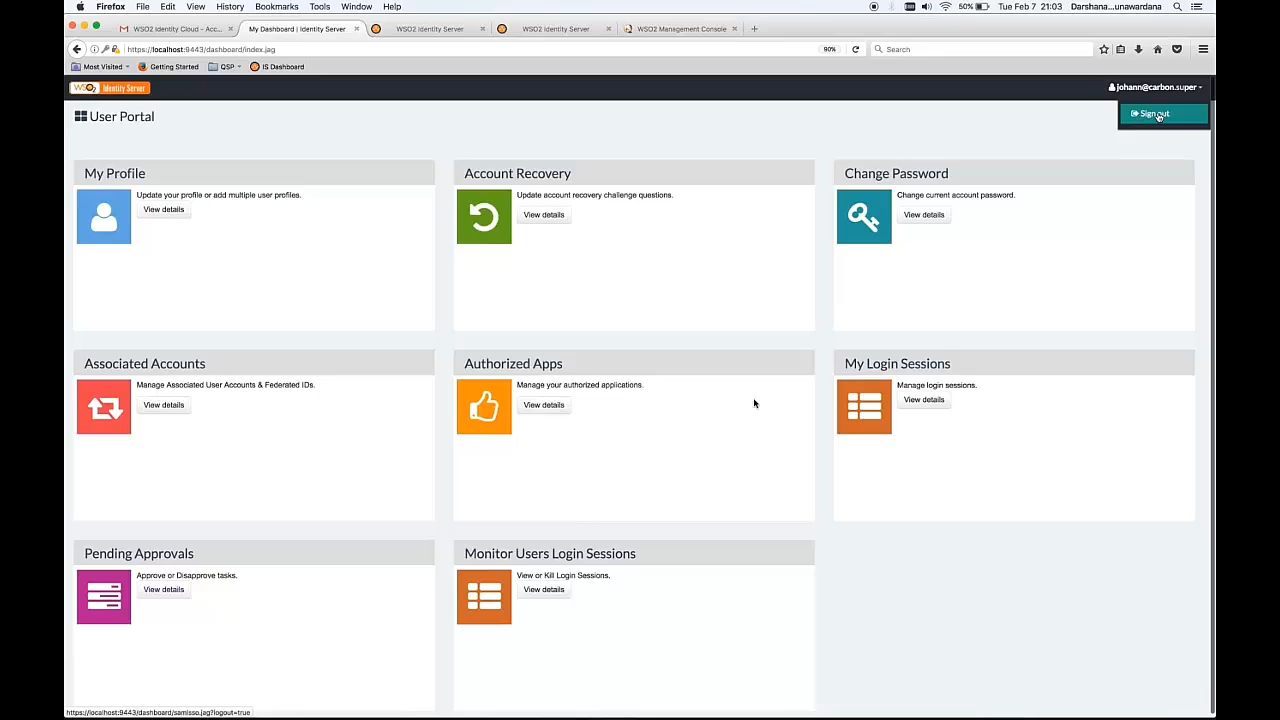 Firefox File Edit View History Bookmarks Tools Window Help 50% Tue Feb 7 21:03 Darshana...unawardana
WSO2 Identity Cloud - Acc... My Dashboard | Identity Server WSO2 Identity Server WSO2 Identity Server WSO2 Management Console
https://localhost:9443/dashboard/index.jag 90% Search
Most Visited Getting Started QSP IS Dashboard
WSO2 Identity Server johann@carbon.super
User Portal Sign out
My Profile Account Recovery Change Password
Update your profile or add multiple user profiles. Update account recovery challenge questions. Change current account password.
View details View details View details
Associated Accounts Authorized Apps My Login Sessions
Manage Associated User Accounts & Federated IDs. Manage your authorized applications. Manage login sessions.
View details View details View details
Pending Approvals Monitor Users Login Sessions
Approve or Disapprove tasks. View or Kill Login Sessions.
View details View details
https://localhost:9443/dashboard/samlsso.jag?logout=true